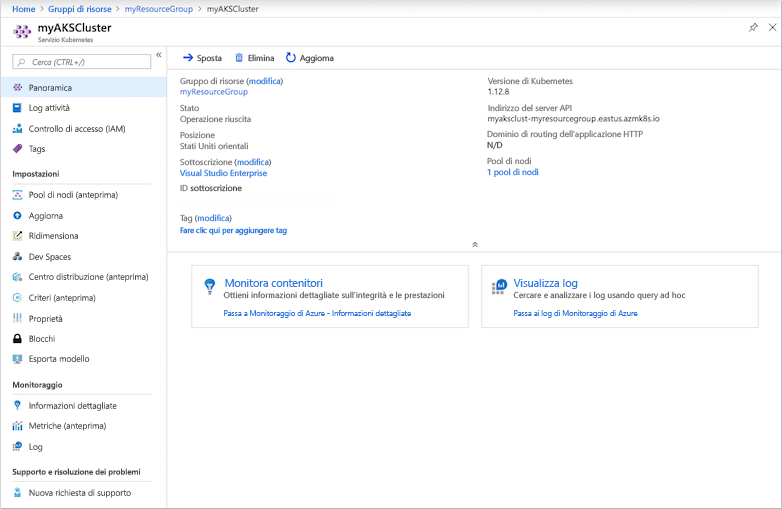 Home > Gruppi di risorse > myResourceGroup > myAKSCluster
myAKSCluster
Servizio Kubernetes
Cerca (CTRL+/)
Panoramica
Log attività
Controllo di accesso (IAM)
Tags
Impostazioni
Pool di nodi (anteprima)
Aggiorna
Ridimensiona
Dev Spaces
Centro distribuzione (anteprima)
Criteri (anteprima)
Proprietà
Blocchi
Esporta modello
Monitoraggio
Informazioni dettagliate
Metriche (anteprima)
Log
Supporto e risoluzione dei problemi
Nuova richiesta di supporto
Sposta Elimina Aggiorna
Gruppo di risorse (modifica)
myResourceGroup
Stato
Operazione riuscita
Posizione
Stati Uniti orientali
Sottoscrizione (modifica)
Visual Studio Enterprise
ID sottoscrizione
Tag (modifica)
Fare clic qui per aggiungere tag
Versione di Kubernetes
1.12.8
Indirizzo del server API
myaksclust-myresourcegroup.eastus.azmk8s.io
Dominio di routing dell'applicazione HTTP
N/D
Pool di nodi
1 pool di nodi
Monitora contenitori
Ottieni informazioni dettagliate sull'integrità e le prestazioni
Passa a Monitoraggio di Azure - Informazioni dettagliate
Visualizza log
Cercare e analizzare i log usando query ad hoc
Passa ai log di Monitoraggio di Azure